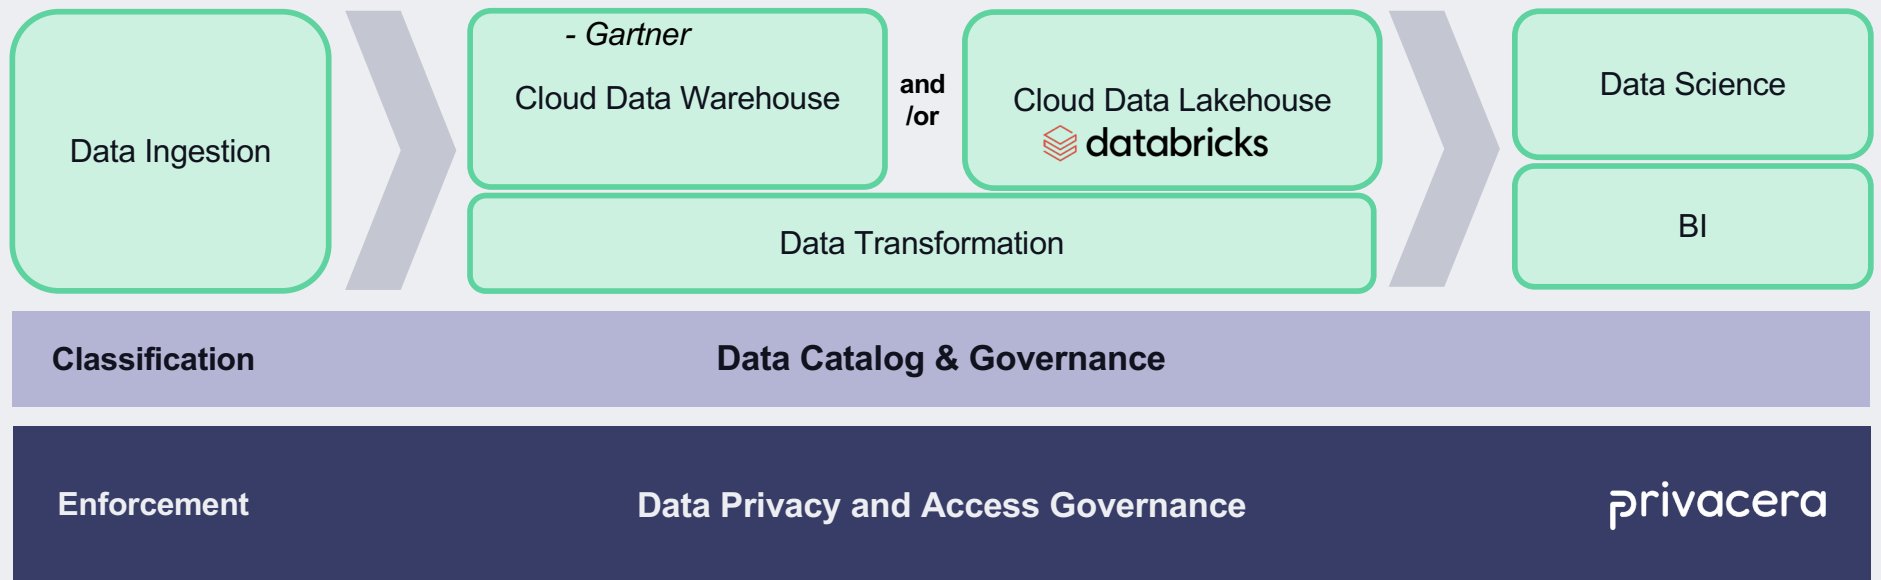 Data Ingestion
- Gartner
Cloud Data Warehouse
and
/or
Cloud Data Lakehouse
databricks
Data Transformation
Data Science
BI
Classification
Data Catalog & Governance
Enforcement
Data Privacy and Access Governance
privacera